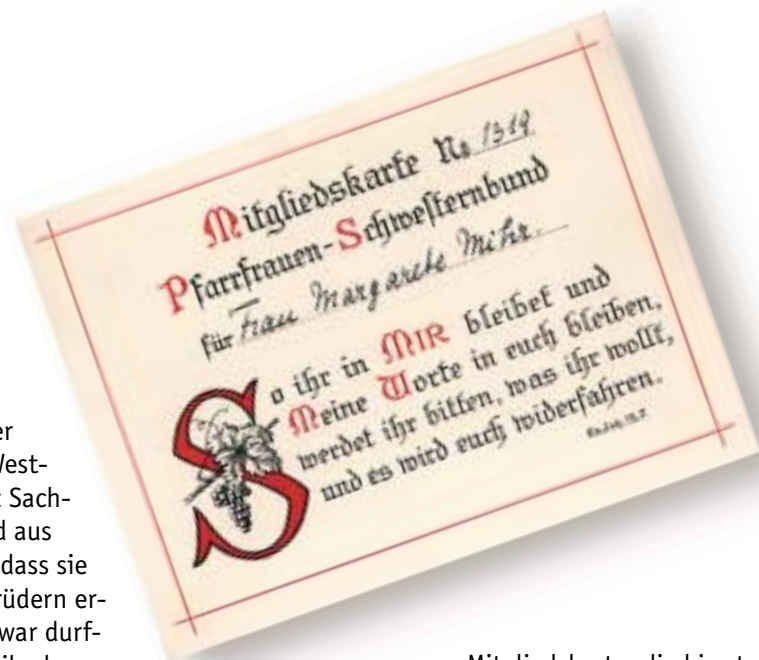 Mitgliedskarte No 1319
Pfarrfrauen-Schwesternbund
für Frau Margarete Mihr.
So ihr in MIR bleibet und
Meine Worte in euch bleiben,
werdet ihr bitten, was ihr wollt,
und es wird euch widerfahren.
er
West-
Sach-
d aus
dass sie
rüdern er-
war durf-